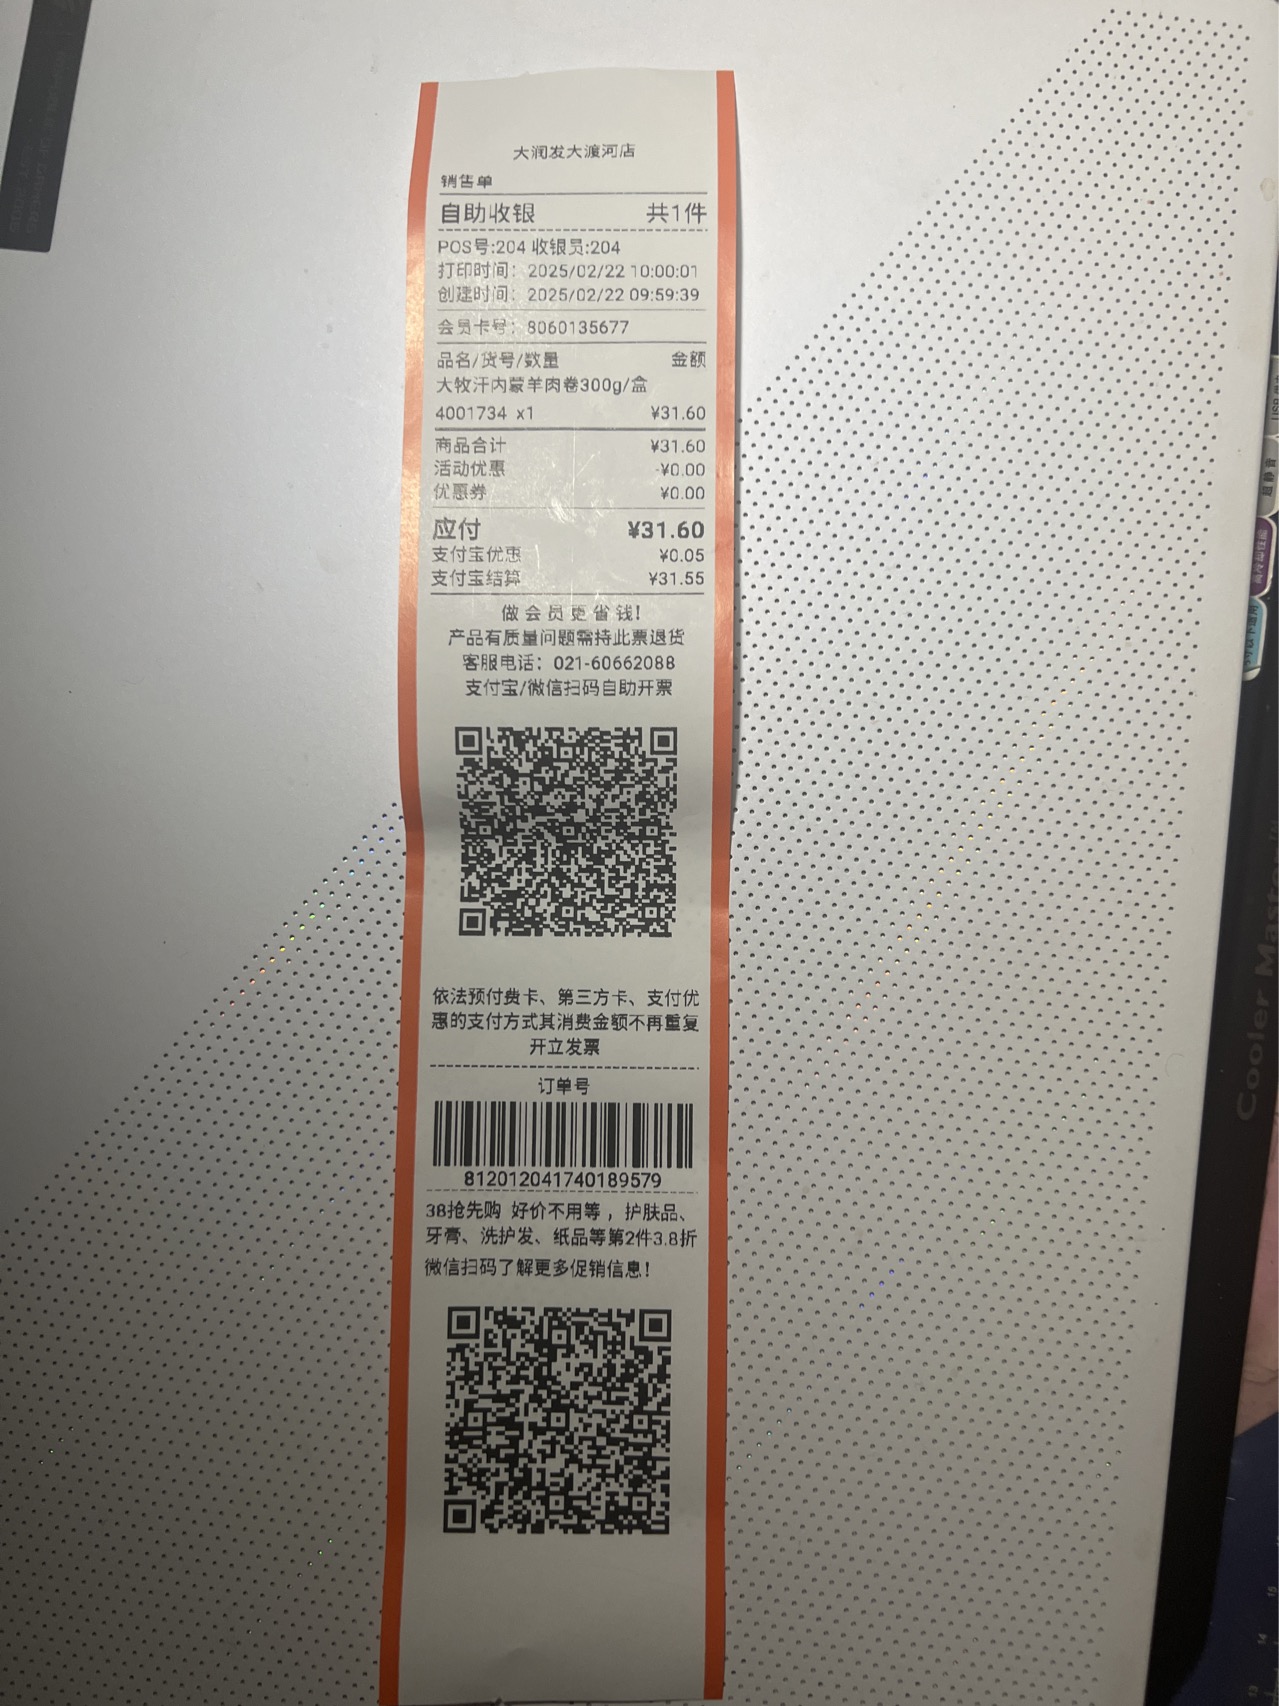 大润发大渡河店
销售单
自助收银 共1件
POS号:204 收银员:204
打印时间：2025/02/22 10:00:01
创建时间：2025/02/22 09:59:39
会员卡号：8060135677
品名/货号/数量 金额
大牧汗内蒙羊肉卷300g/盒
4001734 x1 ¥31.60
商品合计 ¥31.60
活动优惠 -¥0.00
优惠券 ¥0.00
应付 ¥31.60
支付宝优惠 ¥0.05
支付宝结算 ¥31.55
做会员更省钱!
产品有质量问题需持此票退货
客服电话：021-60662088
支付宝/微信扫码自助开票
依法预付费卡、第三方卡、支付优
惠的支付方式其消费金额不再重复
开立发票
订单号
812012041740189579
38抢先购 好价不用等，护肤品、
牙膏、洗护发、纸品等第2件3.8折
微信扫码了解更多促销信息!
Cooler Master
超静音
13
14
15